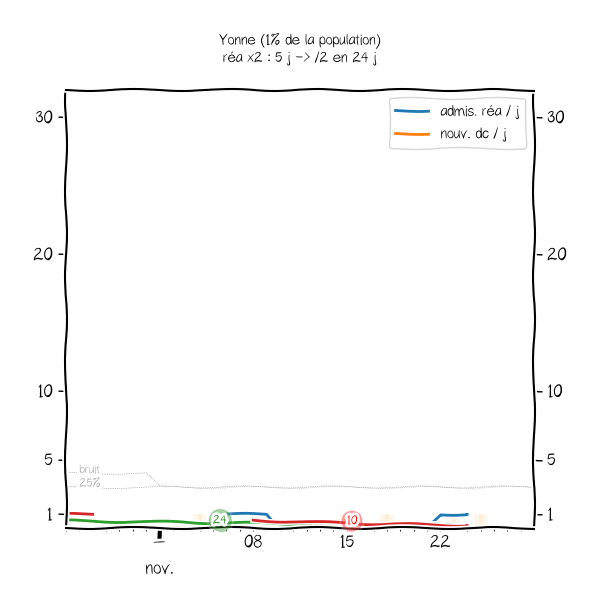 Yonne (1% de la population)
réa x2 : 5 j -> /2 en 24 j
admis. réa / j
nouv. dc / j
30
30
20
20
10
10
5
5
bruit
25%
1
1
24
10
1
08
15
22
nov.